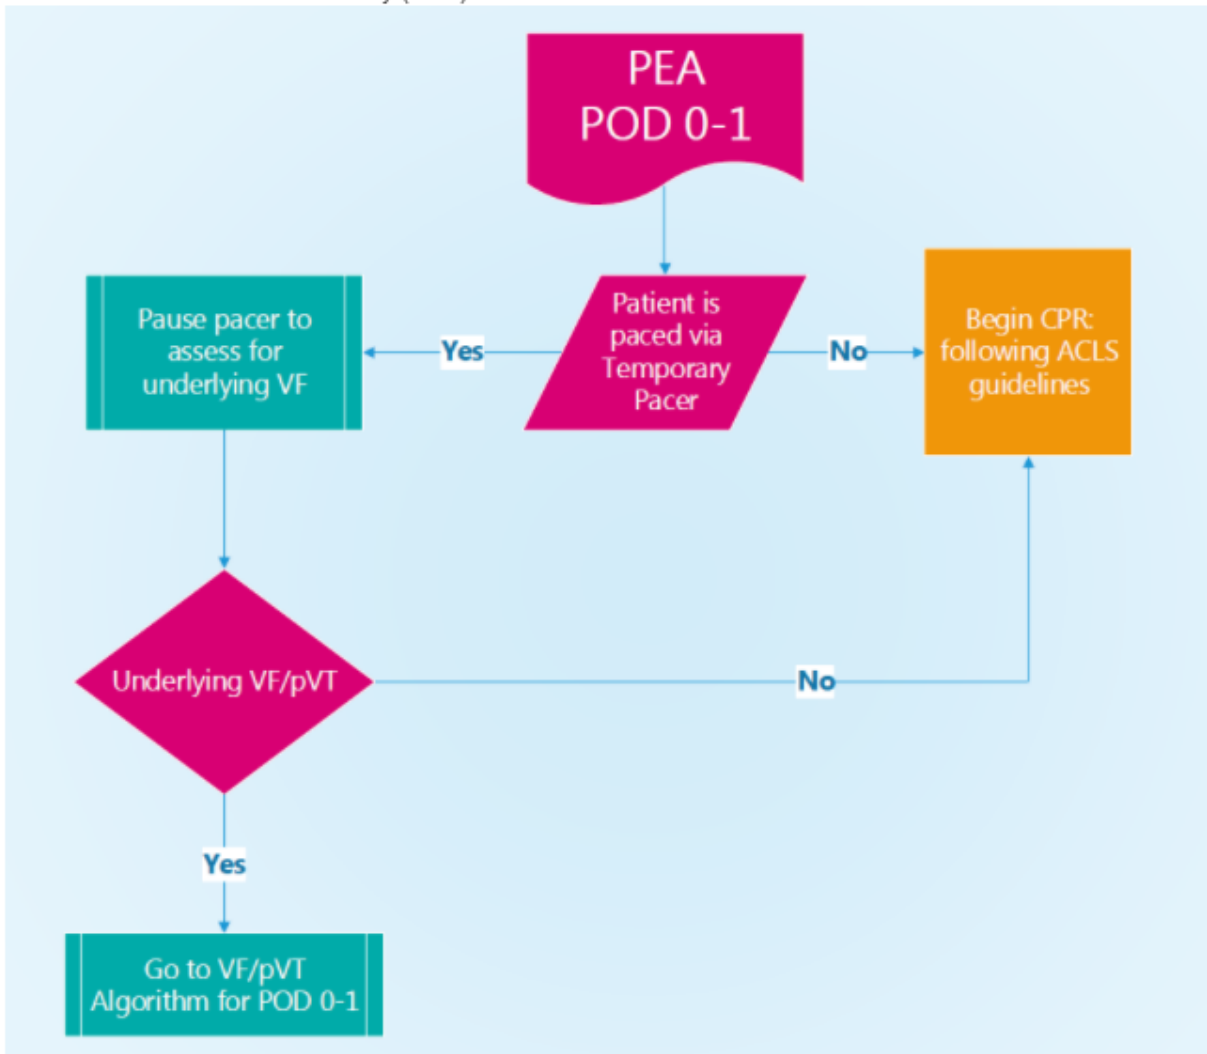 PEA
POD 0-1
Patient is
paced via
Temporary
Pacer
Yes
No
Pause pacer to
assess for
underlying VF
Begin CPR:
following ACLS
guidelines
Underlying VF/pVT
No
Yes
Go to VF/pVT
Algorithm for POD 0-1